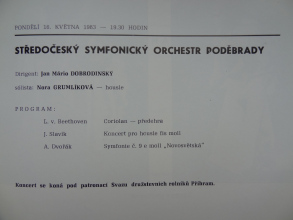 PONDĚLÍ 16. KVĚTNA 1983 — 19.30 HODIN
STŘEDOČESKÝ SYMFONICKÝ ORCHESTR PODĚBRADY
Dirigent: Jan Mário DOBRODINSKÝ
sólista: Nora GRUMLÍKOVÁ — housle
PROGRAM:
L. v. Beethoven Coriolan — předehra
J. Slavík Koncert pro housle fis moll
A. Dvořák Symfonie č. 9 e moll „Novosvětská"
Koncert se koná pod patronací Svazu družstevních rolníků Příbram.